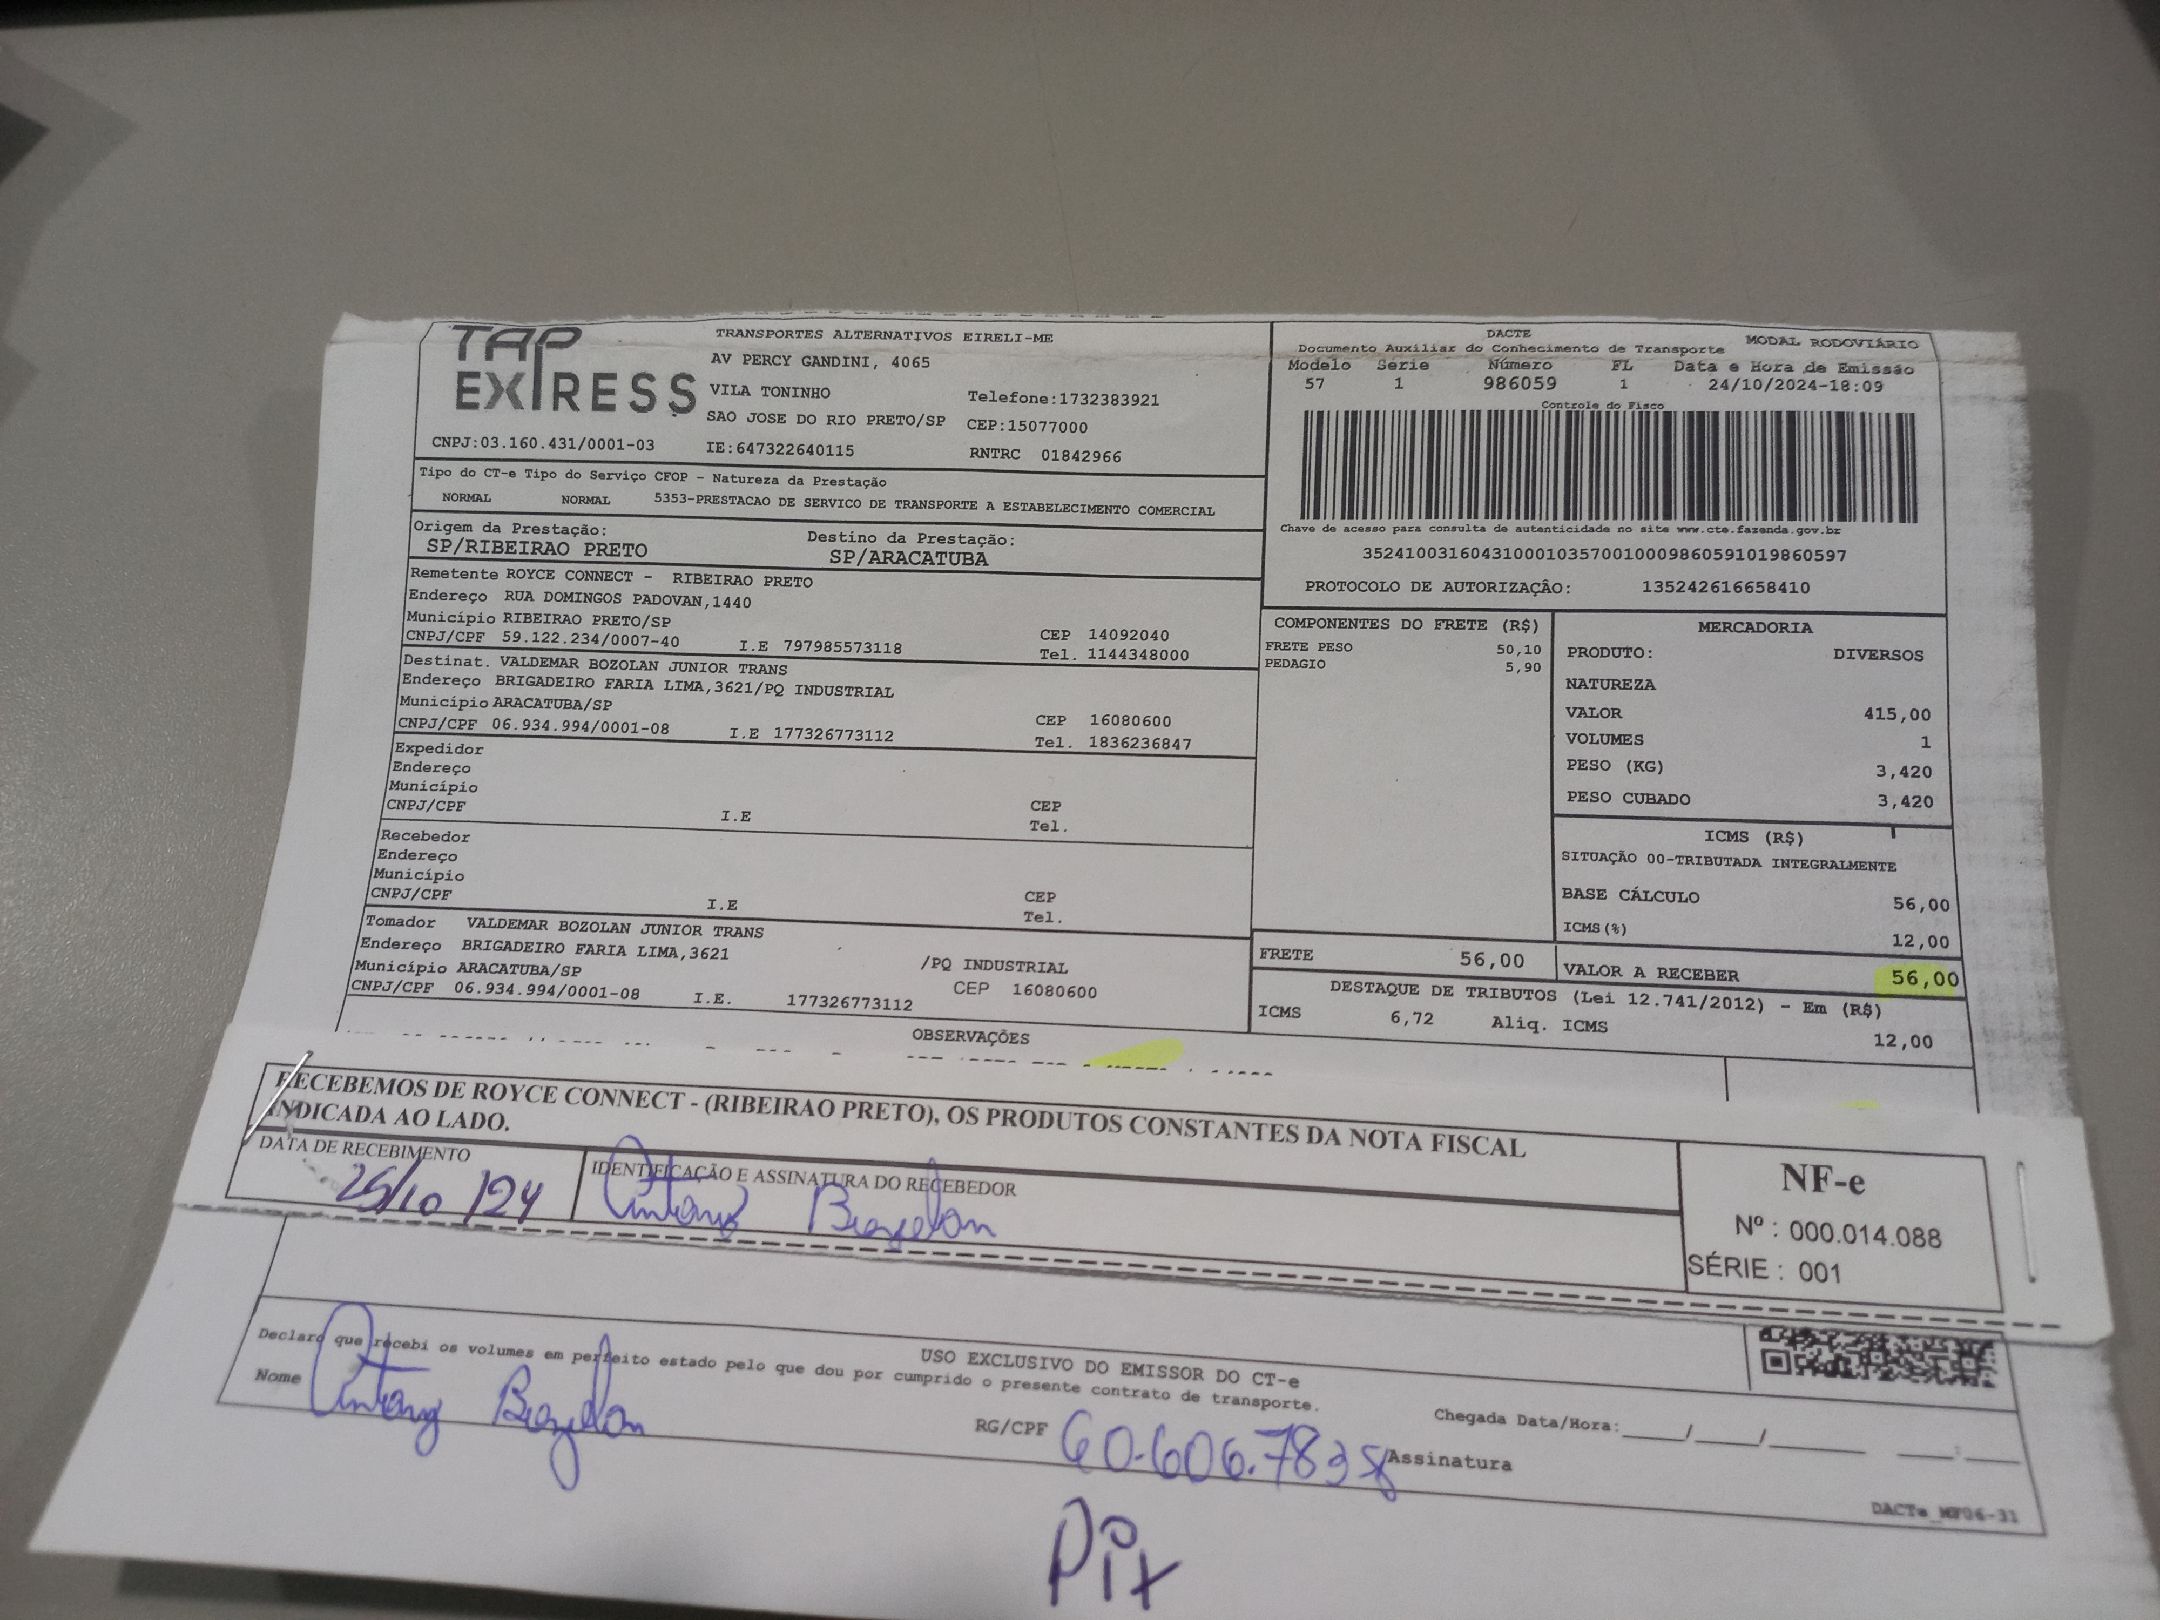 TAP EXPRESS
TRANSPORTES ALTERNATIVOS EIRELI-ME
AV PERCY GANDINI, 4065
VILA TONINHO Telefone:1732383921
SAO JOSE DO RIO PRETO/SP CEP:15077000
CNPJ:03.160.431/0001-03 IE:647322640115 RNTRC 01842966
Tipo do CT-e Tipo do Serviço CFOP - Natureza da Prestação
NORMAL NORMAL 5353-PRESTACAO DE SERVICO DE TRANSPORTE A ESTABELECIMENTO COMERCIAL
Origem da Prestação: Destino da Prestação:
SP/RIBEIRAO PRETO SP/ARACATUBA
Remetente ROYCE CONNECT - RIBEIRAO PRETO
Endereço RUA DOMINGOS PADOVAN,1440
Município RIBEIRAO PRETO/SP CEP 14092040
CNPJ/CPF 59.122.234/0007-40 I.E 797985573118 Tel. 1144348000
Destinat. VALDEMAR BOZOLAN JUNIOR TRANS
Endereço BRIGADEIRO FARIA LIMA,3621/PQ INDUSTRIAL
Município ARACATUBA/SP CEP 16080600
CNPJ/CPF 06.934.994/0001-08 I.E 177326773112 Tel. 1836236847
Expedidor
Endereço
Município CEP
CNPJ/CPF I.E Tel.
Recebedor
Endereço
Município CEP
CNPJ/CPF I.E Tel.
Tomador VALDEMAR BOZOLAN JUNIOR TRANS
Endereço BRIGADEIRO FARIA LIMA,3621 /PQ INDUSTRIAL
Município ARACATUBA/SP CEP 16080600
CNPJ/CPF 06.934.994/0001-08 I.E. 177326773112
OBSERVAÇÕES
DACTE MODAL RODOVIÁRIO
Documento Auxiliar do Conhecimento de Transporte
Modelo Serie Número FL Data e Hora de Emissão
57 1 986059 1 24/10/2024-18:09
Controle do Fisco
Chave de acesso para consulta de autenticidade no site www.cte.fazenda.gov.br
35241003160431000103570010009860591019860597
PROTOCOLO DE AUTORIZAÇÃO: 135242616658410
COMPONENTES DO FRETE (R$)
FRETE PESO 50,10
PEDAGIO 5,90
MERCADORIA
PRODUTO: DIVERSOS
NATUREZA
VALOR 415,00
VOLUMES 1
PESO (KG) 3,420
PESO CUBADO 3,420
ICMS (R$)
SITUAÇÃO 00-TRIBUTADA INTEGRALMENTE
BASE CÁLCULO 56,00
ICMS(%) 12,00
FRETE 56,00 VALOR A RECEBER 56,00
DESTAQUE DE TRIBUTOS (Lei 12.741/2012) - Em (R$)
ICMS 6,72 Aliq. ICMS 12,00
RECEBEMOS DE ROYCE CONNECT - (RIBEIRAO PRETO), OS PRODUTOS CONSTANTES DA NOTA FISCAL
INDICADA AO LADO.
DATA DE RECEBIMENTO IDENTIFICAÇÃO E ASSINATURA DO RECEBEDOR
25/10/24
NF-e
Nº : 000.014.088
SÉRIE : 001
USO EXCLUSIVO DO EMISSOR DO CT-e
Declaro que recebi os volumes em perfeito estado pelo que dou por cumprido o presente contrato de transporte.
Nome RG/CPF 60.606.783 Assinatura Chegada Data/Hora:____/____/______ ____:____
Pix